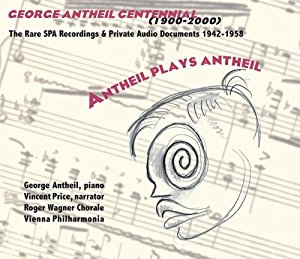 GEORGE ANTHEIL CENTENNIAL
(1900-2000)
The Rare SPA Recordings & Private Audio Documents 1942-1958
ANTHEIL PLAYS ANTHEIL
George Antheil, piano
Vincent Price, narrator
Roger Wagner Chorale
Vienna Philharmonia